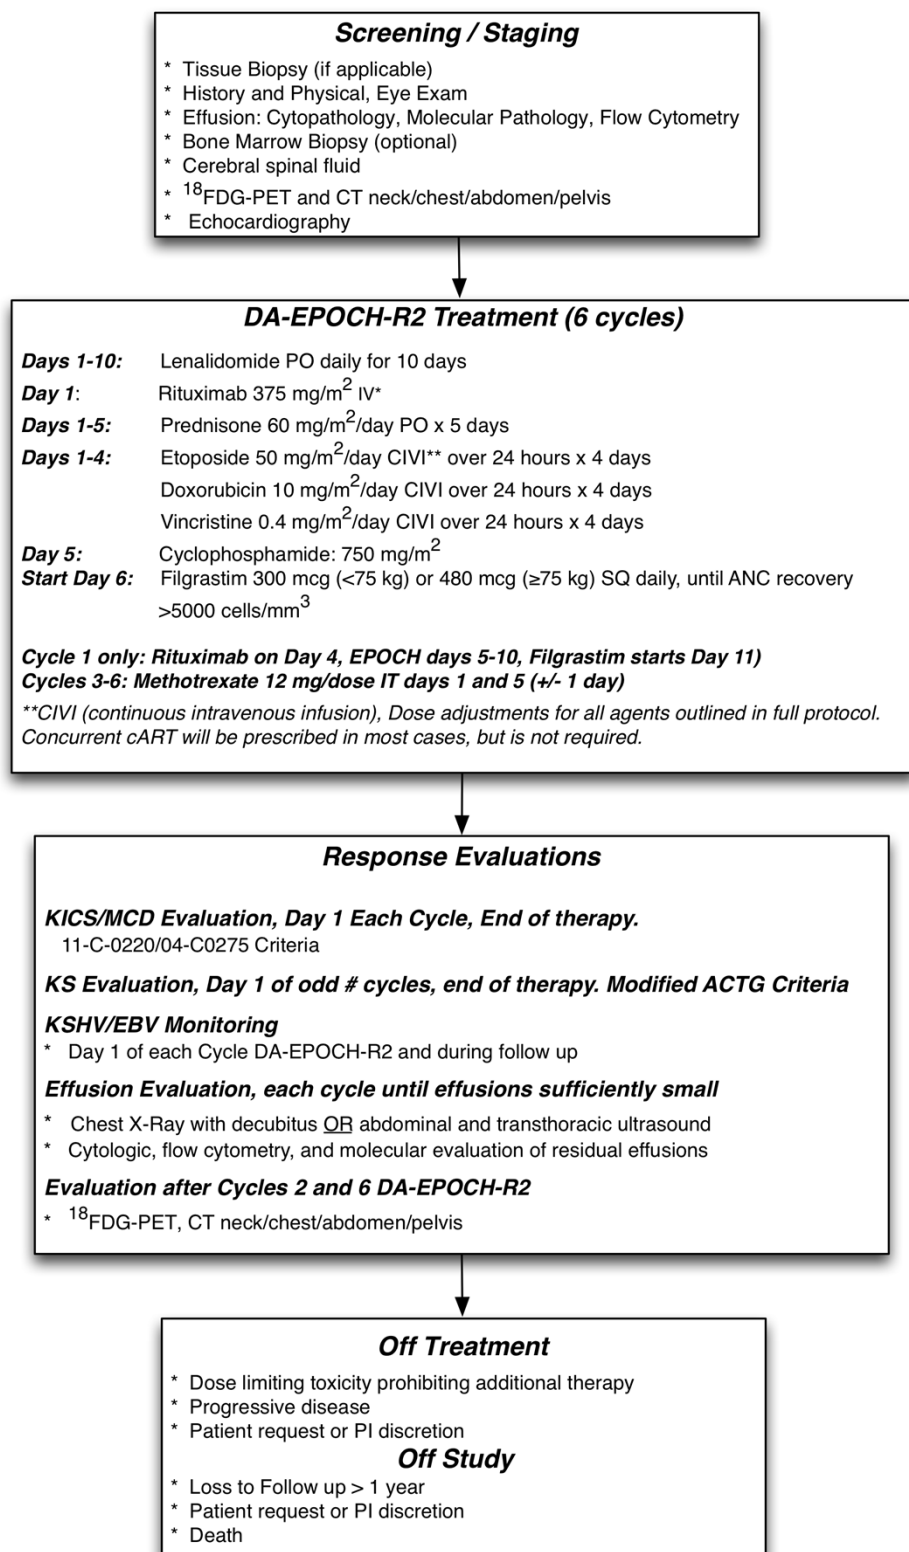 Screening / Staging
* Tissue Biopsy (if applicable)
* History and Physical, Eye Exam
* Effusion: Cytopathology, Molecular Pathology, Flow Cytometry
* Bone Marrow Biopsy (optional)
* Cerebral spinal fluid
* ¹⁸FDG-PET and CT neck/chest/abdomen/pelvis
* Echocardiography
DA-EPOCH-R2 Treatment (6 cycles)
Days 1-10: Lenalidomide PO daily for 10 days
Day 1: Rituximab 375 mg/m² IV*
Days 1-5: Prednisone 60 mg/m²/day PO x 5 days
Days 1-4: Etoposide 50 mg/m²/day CIVI** over 24 hours x 4 days
Doxorubicin 10 mg/m²/day CIVI over 24 hours x 4 days
Vincristine 0.4 mg/m²/day CIVI over 24 hours x 4 days
Day 5: Cyclophosphamide: 750 mg/m²
Start Day 6: Filgrastim 300 mcg (<75 kg) or 480 mcg (≥75 kg) SQ daily, until ANC recovery
>5000 cells/mm³
Cycle 1 only: Rituximab on Day 4, EPOCH days 5-10, Filgrastim starts Day 11)
Cycles 3-6: Methotrexate 12 mg/dose IT days 1 and 5 (+/- 1 day)
**CIVI (continuous intravenous infusion), Dose adjustments for all agents outlined in full protocol.
Concurrent cART will be prescribed in most cases, but is not required.
Response Evaluations
KICS/MCD Evaluation, Day 1 Each Cycle, End of therapy.
11-C-0220/04-C0275 Criteria
KS Evaluation, Day 1 of odd # cycles, end of therapy. Modified ACTG Criteria
KSHV/EBV Monitoring
* Day 1 of each Cycle DA-EPOCH-R2 and during follow up
Effusion Evaluation, each cycle until effusions sufficiently small
* Chest X-Ray with decubitus OR abdominal and transthoracic ultrasound
* Cytologic, flow cytometry, and molecular evaluation of residual effusions
Evaluation after Cycles 2 and 6 DA-EPOCH-R2
* ¹⁸FDG-PET, CT neck/chest/abdomen/pelvis
Off Treatment
* Dose limiting toxicity prohibiting additional therapy
* Progressive disease
* Patient request or PI discretion
Off Study
* Loss to Follow up > 1 year
* Patient request or PI discretion
* Death